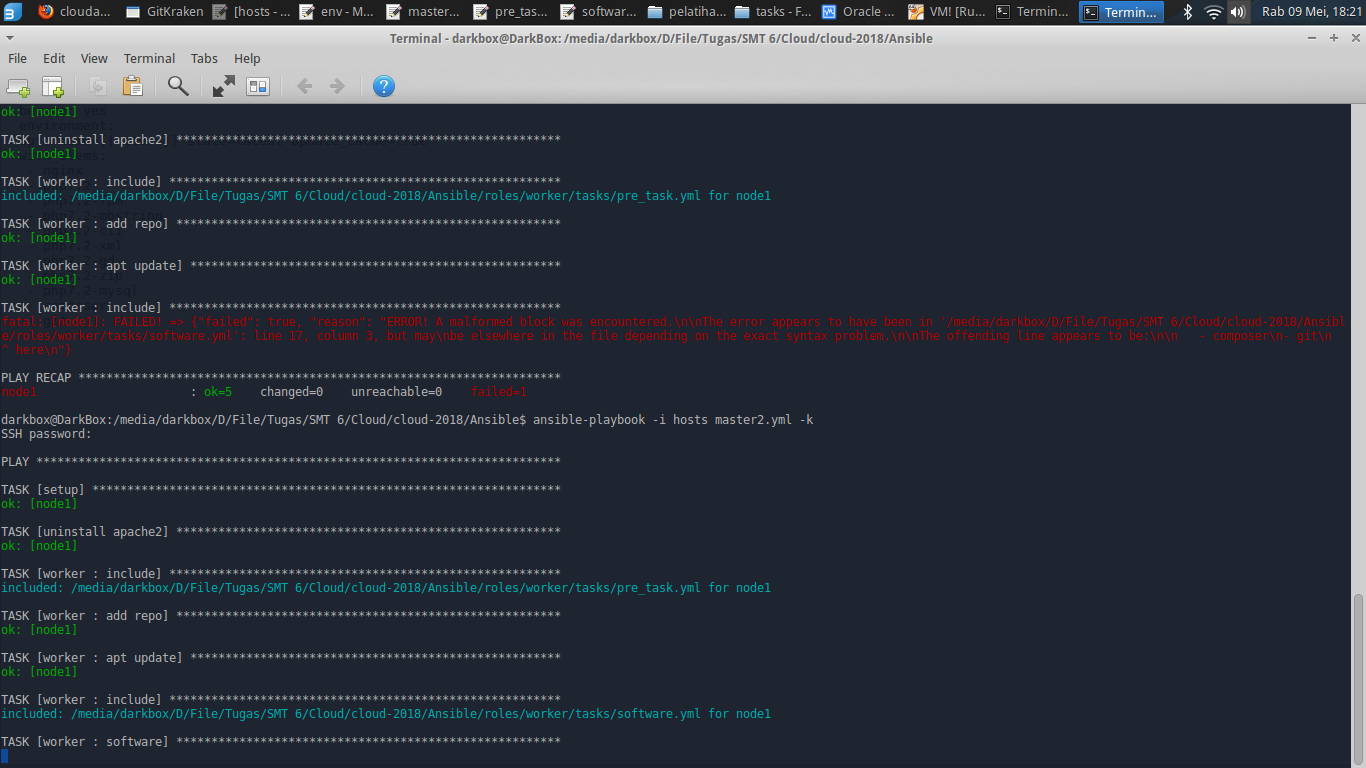 clouda...
GitKraken
[hosts - ...
env - M...
master...
pre_tas...
softwar...
pelatiha...
tasks - F...
Oracle ...
VM! [Ru...
Termin...
Termin...
Rab 09 Mei, 18:21
Terminal - darkbox@DarkBox: /media/darkbox/D/File/Tugas/SMT 6/Cloud/cloud-2018/Ansible
File Edit View Terminal Tabs Help
ok: [node1]
TASK [uninstall apache2] *******************************************************
ok: [node1]
TASK [worker : include] ********************************************************
included: /media/darkbox/D/File/Tugas/SMT 6/Cloud/cloud-2018/Ansible/roles/worker/tasks/pre_task.yml for node1
TASK [worker : add repo] *******************************************************
ok: [node1]
TASK [worker : apt update] *****************************************************
ok: [node1]
TASK [worker : include] ********************************************************
fatal: [node1]: FAILED! => {"failed": true, "reason": "ERROR! A malformed block was encountered.\n\nThe error appears to have been in '/media/darkbox/D/File/Tugas/SMT 6/Cloud/cloud-2018/Ansibl
e/roles/worker/tasks/software.yml': line 17, column 3, but may\nbe elsewhere in the file depending on the exact syntax problem.\n\nThe offending line appears to be:\n\n   - composer\n- git\n
^ here\n"}
PLAY RECAP *********************************************************************
node1                      : ok=5    changed=0    unreachable=0    failed=1
darkbox@DarkBox:/media/darkbox/D/File/Tugas/SMT 6/Cloud/cloud-2018/Ansible$ ansible-playbook -i hosts master2.yml -k
SSH password:
PLAY ***************************************************************************
TASK [setup] *******************************************************************
ok: [node1]
TASK [uninstall apache2] *******************************************************
ok: [node1]
TASK [worker : include] ********************************************************
included: /media/darkbox/D/File/Tugas/SMT 6/Cloud/cloud-2018/Ansible/roles/worker/tasks/pre_task.yml for node1
TASK [worker : add repo] *******************************************************
ok: [node1]
TASK [worker : apt update] *****************************************************
ok: [node1]
TASK [worker : include] ********************************************************
included: /media/darkbox/D/File/Tugas/SMT 6/Cloud/cloud-2018/Ansible/roles/worker/tasks/software.yml for node1
TASK [worker : software] *******************************************************